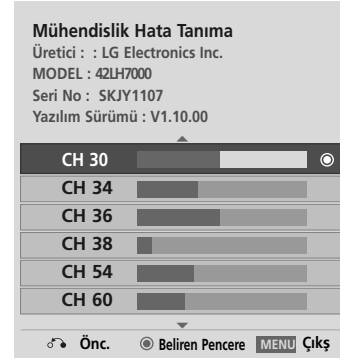 Mühendislik Hata Tanıma
Üretici : : LG Electronics Inc.
MODEL : 42LH7000
Seri No : SKJY1107
Yazılım Sürümü : V1.10.00
CH 30
CH 34
CH 36
CH 38
CH 54
CH 60
Önc. Beliren Pencere MENU Çıkş